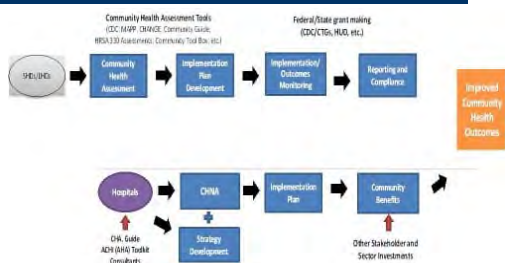 Community Health Assessment Tools
(CDC, MAPP, CHANGE, Community Guide,
HRSA 330 Assessments, Community Tool Box, etc.)
Federal/State grant making
(CDC/CTGs, HUD, etc.)
SHDs/LHDs
Community
Health
Assessment
Implementation
Plan
Development
Implementation/
Outcomes
Monitoring
Reporting and
Compliance
Improved
Community
Health
Outcomes
Hospitals
CHNA
Implementation
Plan
Community
Benefits
Strategy
Development
CHA, Guide
ACHI (AHA) Toolkit
Consultants
Other Stakeholder and
Sector Investments